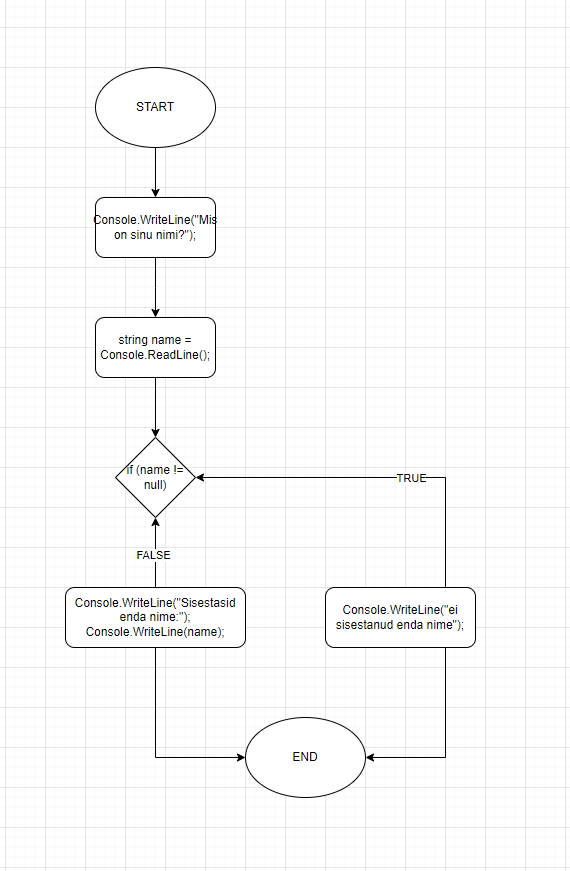 START
Console.WriteLine("Mis
on sinu nimi?");
string name =
Console.ReadLine();
if (name !=
null)
TRUE
FALSE
Console.WriteLine("Sisestasid
enda nime:");
Console.WriteLine(name);
Console.WriteLine("ei
sisestanud enda nime");
END